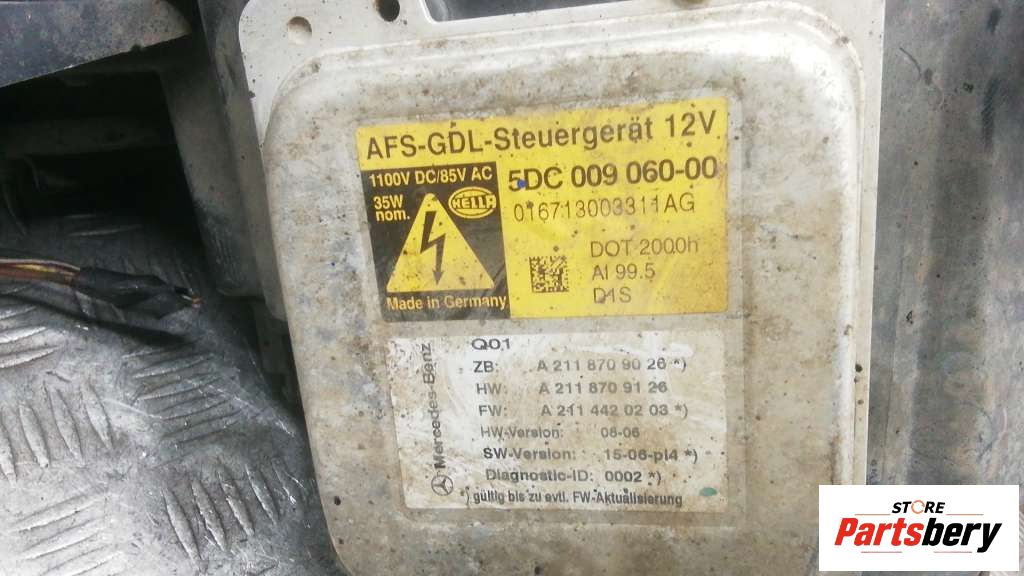 AFS-GDL-Steuergerät 12V
1100V DC/85V AC
35W
nom.
HELLA
Made in Germany
5DC 009 060-00
016713003311AG
DOT 2000h
AI 99.5
D1S
Mercedes-Benz
Q01
ZB: A 211 870 90 26 *)
HW: A 211 870 91 26
FW: A 211 442 02 03 *)
HW-Version: 06-06
SW-Version: 15-06-pl4 *)
Diagnostic-ID: 0002 *)
*) gültig bis zu evtl. FW-Aktualisierung
STORE
Partsbery